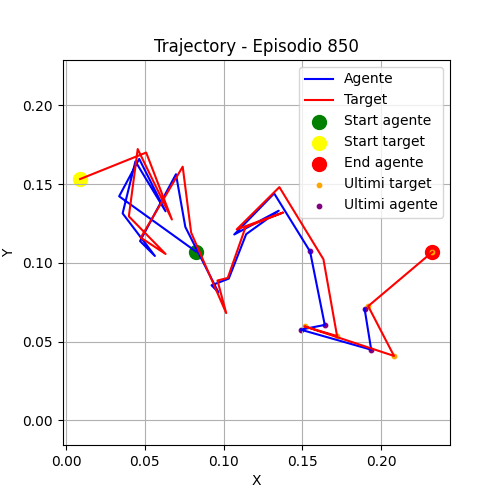 Trajectory - Episodio 850
Agente
Target
Start agente
Start target
End agente
Ultimi target
Ultimi agente
Y
0.20
0.15
0.10
0.05
0.00
0.00
0.05
0.10
0.15
0.20
X